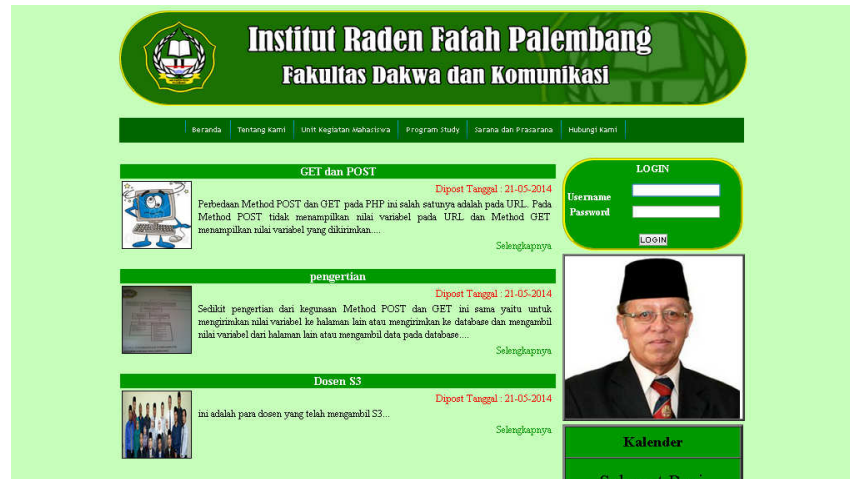 Institut Raden Fatah Palembang
Fakultas Dakwa dan Komunikasi
Beranda
Tentang Kami
Unit Kegiatan Mahasiswa
Program Study
Sarana dan Prasarana
Hubungi Kami
GET dan POST
Dipost Tanggal : 21-05-2014
Perbedaan Method POST dan GET pada PHP ini salah satunya adalah pada URL. Pada
Method POST tidak menampilkan nilai variabel pada URL dan Method GET
menampilkan nilai variabel yang dikirimkan....
Selengkapnya
pengertian
Dipost Tanggal : 21-05-2014
Sedikit pengertian dari kegunaan Method POST dan GET ini sama yaitu untuk
mengirimkan nilai variabel ke halaman lain atau mengirimkan ke database dan mengambil
nilai variabel dari halaman lain atau mengambil data pada database....
Selengkapnya
Dosen S3
Dipost Tanggal : 21-05-2014
ini adalah para dosen yang telah mengambil S3...
Selengkapnya
LOGIN
Username
Password
LOGIN
Kalender